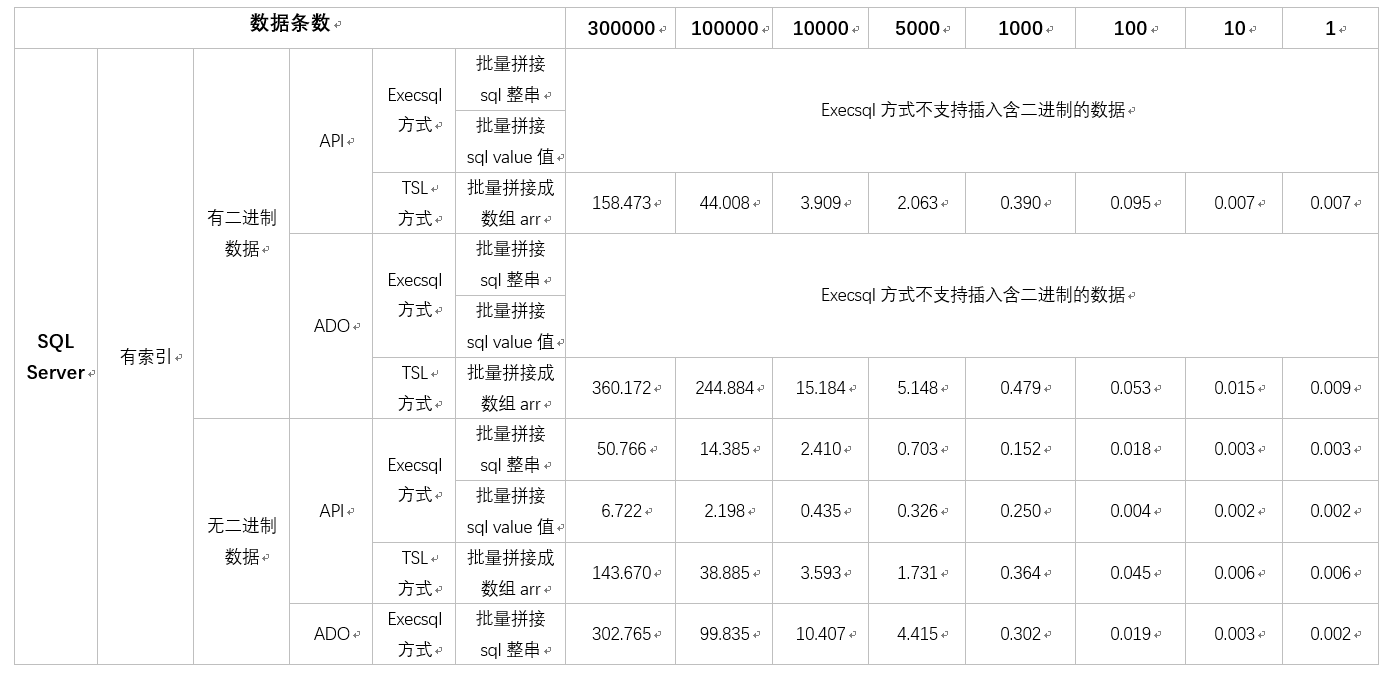 数据条数 300000 100000 10000 5000 1000 100 10 1
SQL
Server
有索引
有二进制
数据
API
Execsql
方式
批量拼接
sql 整串
批量拼接
sql value 值
Execsql 方式不支持插入含二进制的数据
TSL
方式
批量拼接成
数组 arr
158.473 44.008 3.909 2.063 0.390 0.095 0.007 0.007
ADO
Execsql
方式
批量拼接
sql 整串
批量拼接
sql value 值
Execsql 方式不支持插入含二进制的数据
TSL
方式
批量拼接成
数组 arr
360.172 244.884 15.184 5.148 0.479 0.053 0.015 0.009
无二进制
数据
API
Execsql
方式
批量拼接
sql 整串
50.766 14.385 2.410 0.703 0.152 0.018 0.003 0.003
批量拼接
sql value 值
6.722 2.198 0.435 0.326 0.250 0.004 0.002 0.002
TSL
方式
批量拼接成
数组 arr
143.670 38.885 3.593 1.731 0.364 0.045 0.006 0.006
ADO
Execsql
方式
批量拼接
sql 整串
302.765 99.835 10.407 4.415 0.302 0.019 0.003 0.002